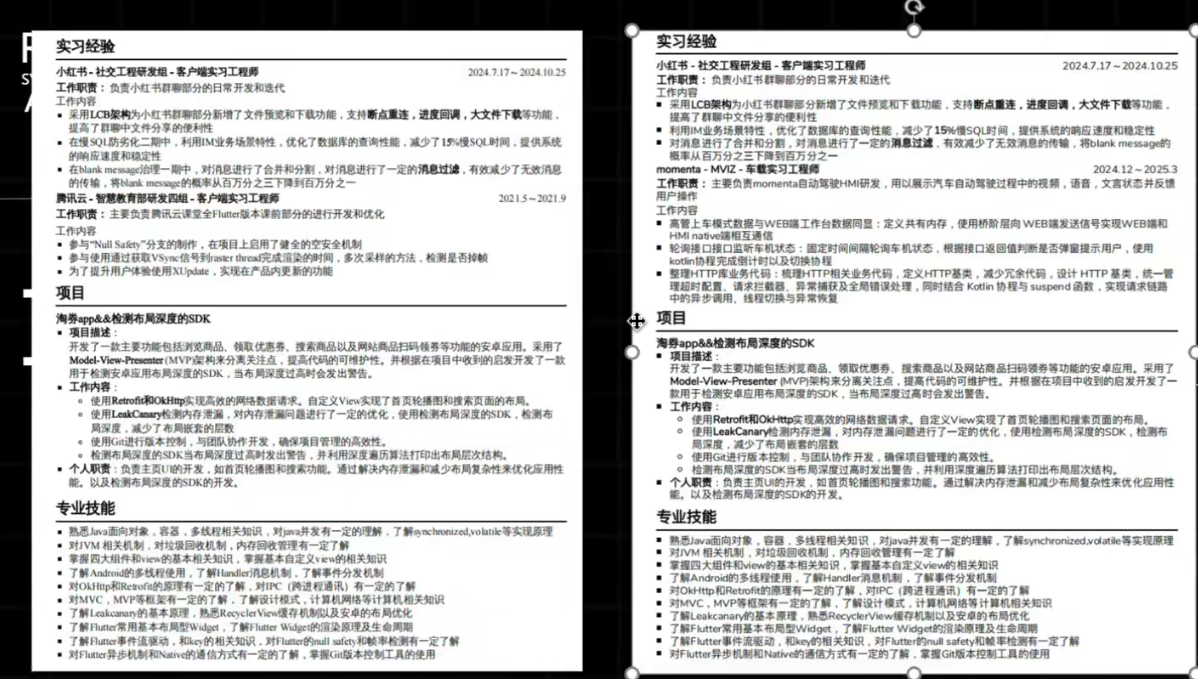 实习经验
小红书 - 社交工程研发组 - 客户端实习工程师 2024.7.17～2024.10.25
工作职责： 负责小红书群聊部分的日常开发和迭代
工作内容
▪ 采用LCB架构为小红书群聊部分新增了文件预览和下载功能，支持断点重连，进度回调，大文件下载等功能，
提高了群聊中文件分享的便利性
▪ 在慢SQL防劣化二期中，利用IM业务场景特性，优化了数据库的查询性能，减少了15%慢SQL时间，提供系统
的响应速度和稳定性
▪ 在blank message治理一期中，对消息进行了合并和分割，对消息进行了一定的消息过滤，有效减少了无效消息
的传输，将blank message的概率从百万分之三下降到百万分之一
腾讯云 - 智慧教育部研发四组 - 客户端实习工程师 2021.5～2021.9
工作职责： 主要负责腾讯云课堂全Flutter版本课前部分的进行开发和优化
工作内容
▪ 参与“Null Safety”分支的制作，在项目上启用了健全的空安全机制
▪ 参与使用通过获取VSync信号到raster thread完成渲染的时间，多次采样的方法，检测是否掉帧
▪ 为了提升用户体验使用XUpdate，实现在产品内更新的功能
项目
淘券app&&检测布局深度的SDK
▪ 项目描述：
开发了一款主要功能包括浏览商品、领取优惠券、搜索商品以及网站商品扫码领券等功能的安卓应用。采用了
Model-View-Presenter (MVP)架构来分离关注点，提高代码的可维护性。并根据在项目中收到的启发开发了一款
用于检测安卓应用布局深度的SDK，当布局深度过高时会发出警告。
▪ 工作内容：
○ 使用Retrofit和OkHttp实现高效的网络数据请求。自定义View实现了首页轮播图和搜索页面的布局。
○ 使用LeakCanary检测内存泄漏，对内存泄漏问题进行了一定的优化，使用检测布局深度的SDK，检测布
局深度，减少了布局嵌套的层数
○ 使用Git进行版本控制，与团队协作开发，确保项目管理的高效性。
○ 检测布局深度的SDK当布局深度过高时发出警告，并利用深度遍历算法打印出布局层次结构。
▪ 个人职责：负责主页UI的开发，如首页轮播图和搜索功能。通过解决内存泄漏和减少布局复杂性来优化应用性
能。以及检测布局深度的SDK的开发。
专业技能
▪ 熟悉Java面向对象，容器，多线程相关知识，对java并发有一定的理解，了解synchronized,volatile等实现原理
▪ 对JVM 相关机制，对垃圾回收机制，内存回收管理有一定了解
▪ 掌握四大组件和view的基本相关知识，掌握基本自定义view的相关知识
▪ 了解Android的多线程使用，了解Handler消息机制，了解事件分发机制
▪ 对OkHttp和Retrofit的原理有一定的了解，对IPC（跨进程通讯）有一定的了解
▪ 对MVC，MVP等框架有一定的了解，了解设计模式，计算机网络等计算机相关知识
▪ 了解Leakcanary的基本原理，熟悉RecyclerView缓存机制以及安卓的布局优化
▪ 了解Flutter常用基本布局型Widget，了解Flutter Widget的渲染原理及生命周期
▪ 了解Flutter事件流驱动，和key的相关知识，对Flutter的null safety和帧率检测有一定了解
▪ 对Flutter异步机制和Native的通信方式有一定的了解，掌握Git版本控制工具的使用
实习经验
小红书 - 社交工程研发组 - 客户端实习工程师 2024.7.17～2024.10.25
工作职责： 负责小红书群聊部分的日常开发和迭代
工作内容
▪ 采用LCB架构为小红书群聊部分新增了文件预览和下载功能，支持断点重连，进度回调，大文件下载等功能，
提高了群聊中文件分享的便利性
▪ 利用IM业务场景特性，优化了数据库的查询性能，减少了15%慢SQL时间，提供系统的响应速度和稳定性
▪ 对消息进行了合并和分割，对消息进行了一定的消息过滤，有效减少了无效消息的传输，将blank message的
概率从百万分之三下降到百万分之一
momenta - MVIZ - 车载实习工程师 2024.12～2025.3
工作职责： 主要负责momenta自动驾驶HMI研发，用以展示汽车自动驾驶过程中的视频，语音，文言状态并反馈
用户操作
工作内容
▪ 高管上车模式数据与WEB端工作台数据同显：定义共有内存，使用桥阶层向 WEB端发送信号实现WEB端和
HMI native端相互通信
▪ 轮询接口接口监听车机状态：固定时间间隔轮询车机状态，根据接口返回值判断是否弹窗提示用户，使用
kotlin协程完成倒计时以及切换协程
▪ 整理HTTP库业务代码：梳理HTTP相关业务代码，定义HTTP基类，减少冗余代码，设计 HTTP 基类，统一管
理超时配置、请求拦截器、异常捕获及全局错误处理，同时结合 Kotlin 协程与 suspend 函数，实现请求链路
中的异步调用、线程切换与异常恢复
项目
淘券app&&检测布局深度的SDK
▪ 项目描述：
开发了一款主要功能包括浏览商品、领取优惠券、搜索商品以及网站商品扫码领券等功能的安卓应用。采用了
Model-View-Presenter (MVP)架构来分离关注点，提高代码的可维护性。并根据在项目中收到的启发开发了一
款用于检测安卓应用布局深度的SDK，当布局深度过高时会发出警告。
▪ 工作内容：
○ 使用Retrofit和OkHttp实现高效的网络数据请求。自定义View实现了首页轮播图和搜索页面的布局。
○ 使用LeakCanary检测内存泄漏，对内存泄漏问题进行了一定的优化，使用检测布局深度的SDK，检测布
局深度，减少了布局嵌套的层数
○ 使用Git进行版本控制，与团队协作开发，确保项目管理的高效性。
○ 检测布局深度的SDK当布局深度过高时发出警告，并利用深度遍历算法打印出布局层次结构。
▪ 个人职责：负责主页UI的开发，如首页轮播图和搜索功能。通过解决内存泄漏和减少布局复杂性来优化应用性
能。以及检测布局深度的SDK的开发。
专业技能
▪ 熟悉Java面向对象，容器，多线程相关知识，对java并发有一定的理解，了解synchronized,volatile等实现原理
▪ 对JVM 相关机制，对垃圾回收机制，内存回收管理有一定了解
▪ 掌握四大组件和view的基本相关知识，掌握基本自定义view的相关知识
▪ 了解Android的多线程使用，了解Handler消息机制，了解事件分发机制
▪ 对OkHttp和Retrofit的原理有一定的了解，对IPC（跨进程通讯）有一定的了解
▪ 对MVC，MVP等框架有一定的了解，了解设计模式，计算机网络等计算机相关知识
▪ 了解Leakcanary的基本原理，熟悉RecyclerView缓存机制以及安卓的布局优化
▪ 了解Flutter常用基本布局型Widget，了解Flutter Widget的渲染原理及生命周期
▪ 了解Flutter事件流驱动，和key的相关知识，对Flutter的null safety和帧率检测有一定了解
▪ 对Flutter异步机制和Native的通信方式有一定的了解，掌握Git版本控制工具的使用